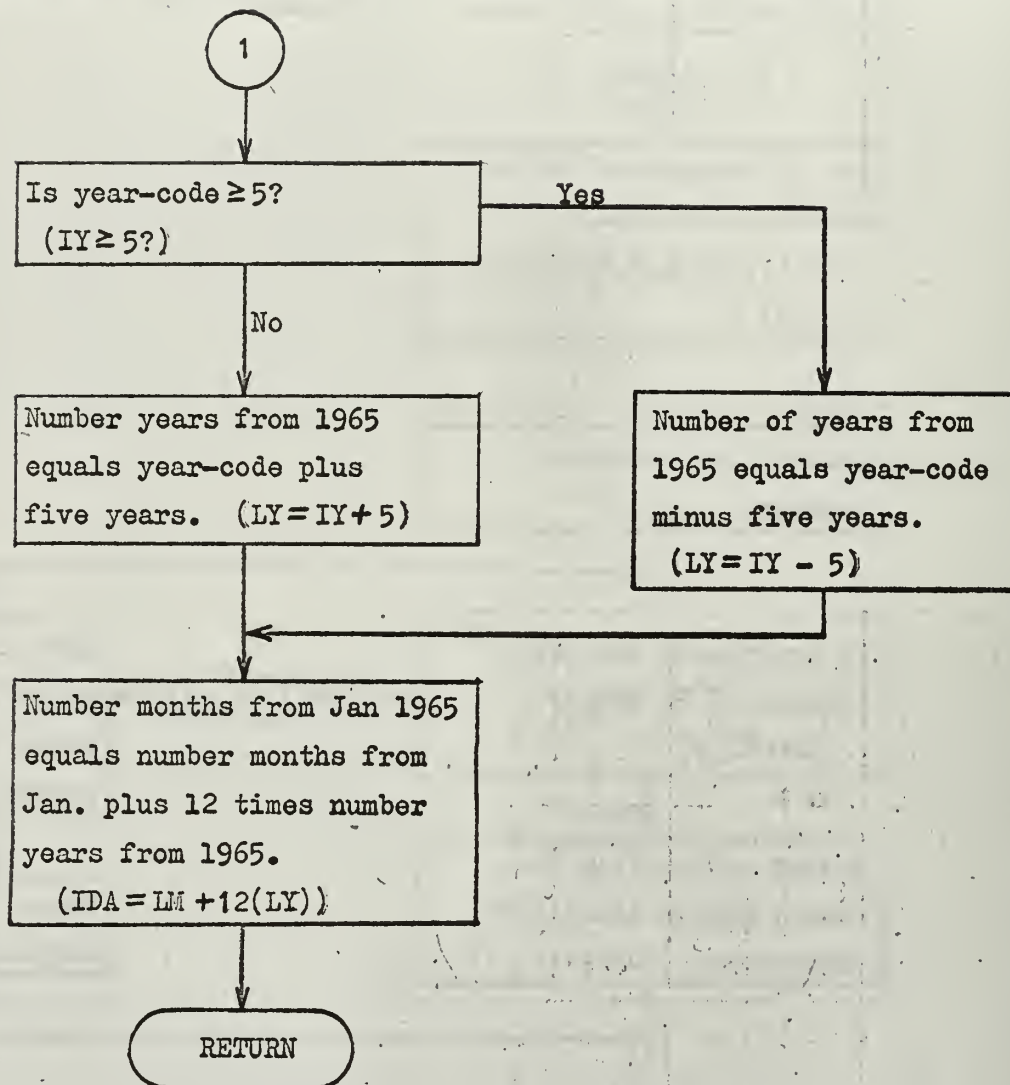 1
Is year-code ≥ 5?
(IY ≥ 5?)
Yes
No
Number years from 1965
equals year-code plus
five years. (LY = IY + 5)
Number of years from
1965 equals year-code
minus five years.
(LY = IY - 5)
Number months from Jan 1965
equals number months from
Jan. plus 12 times number
years from 1965.
(IDA = LM + 12(LY))
RETURN